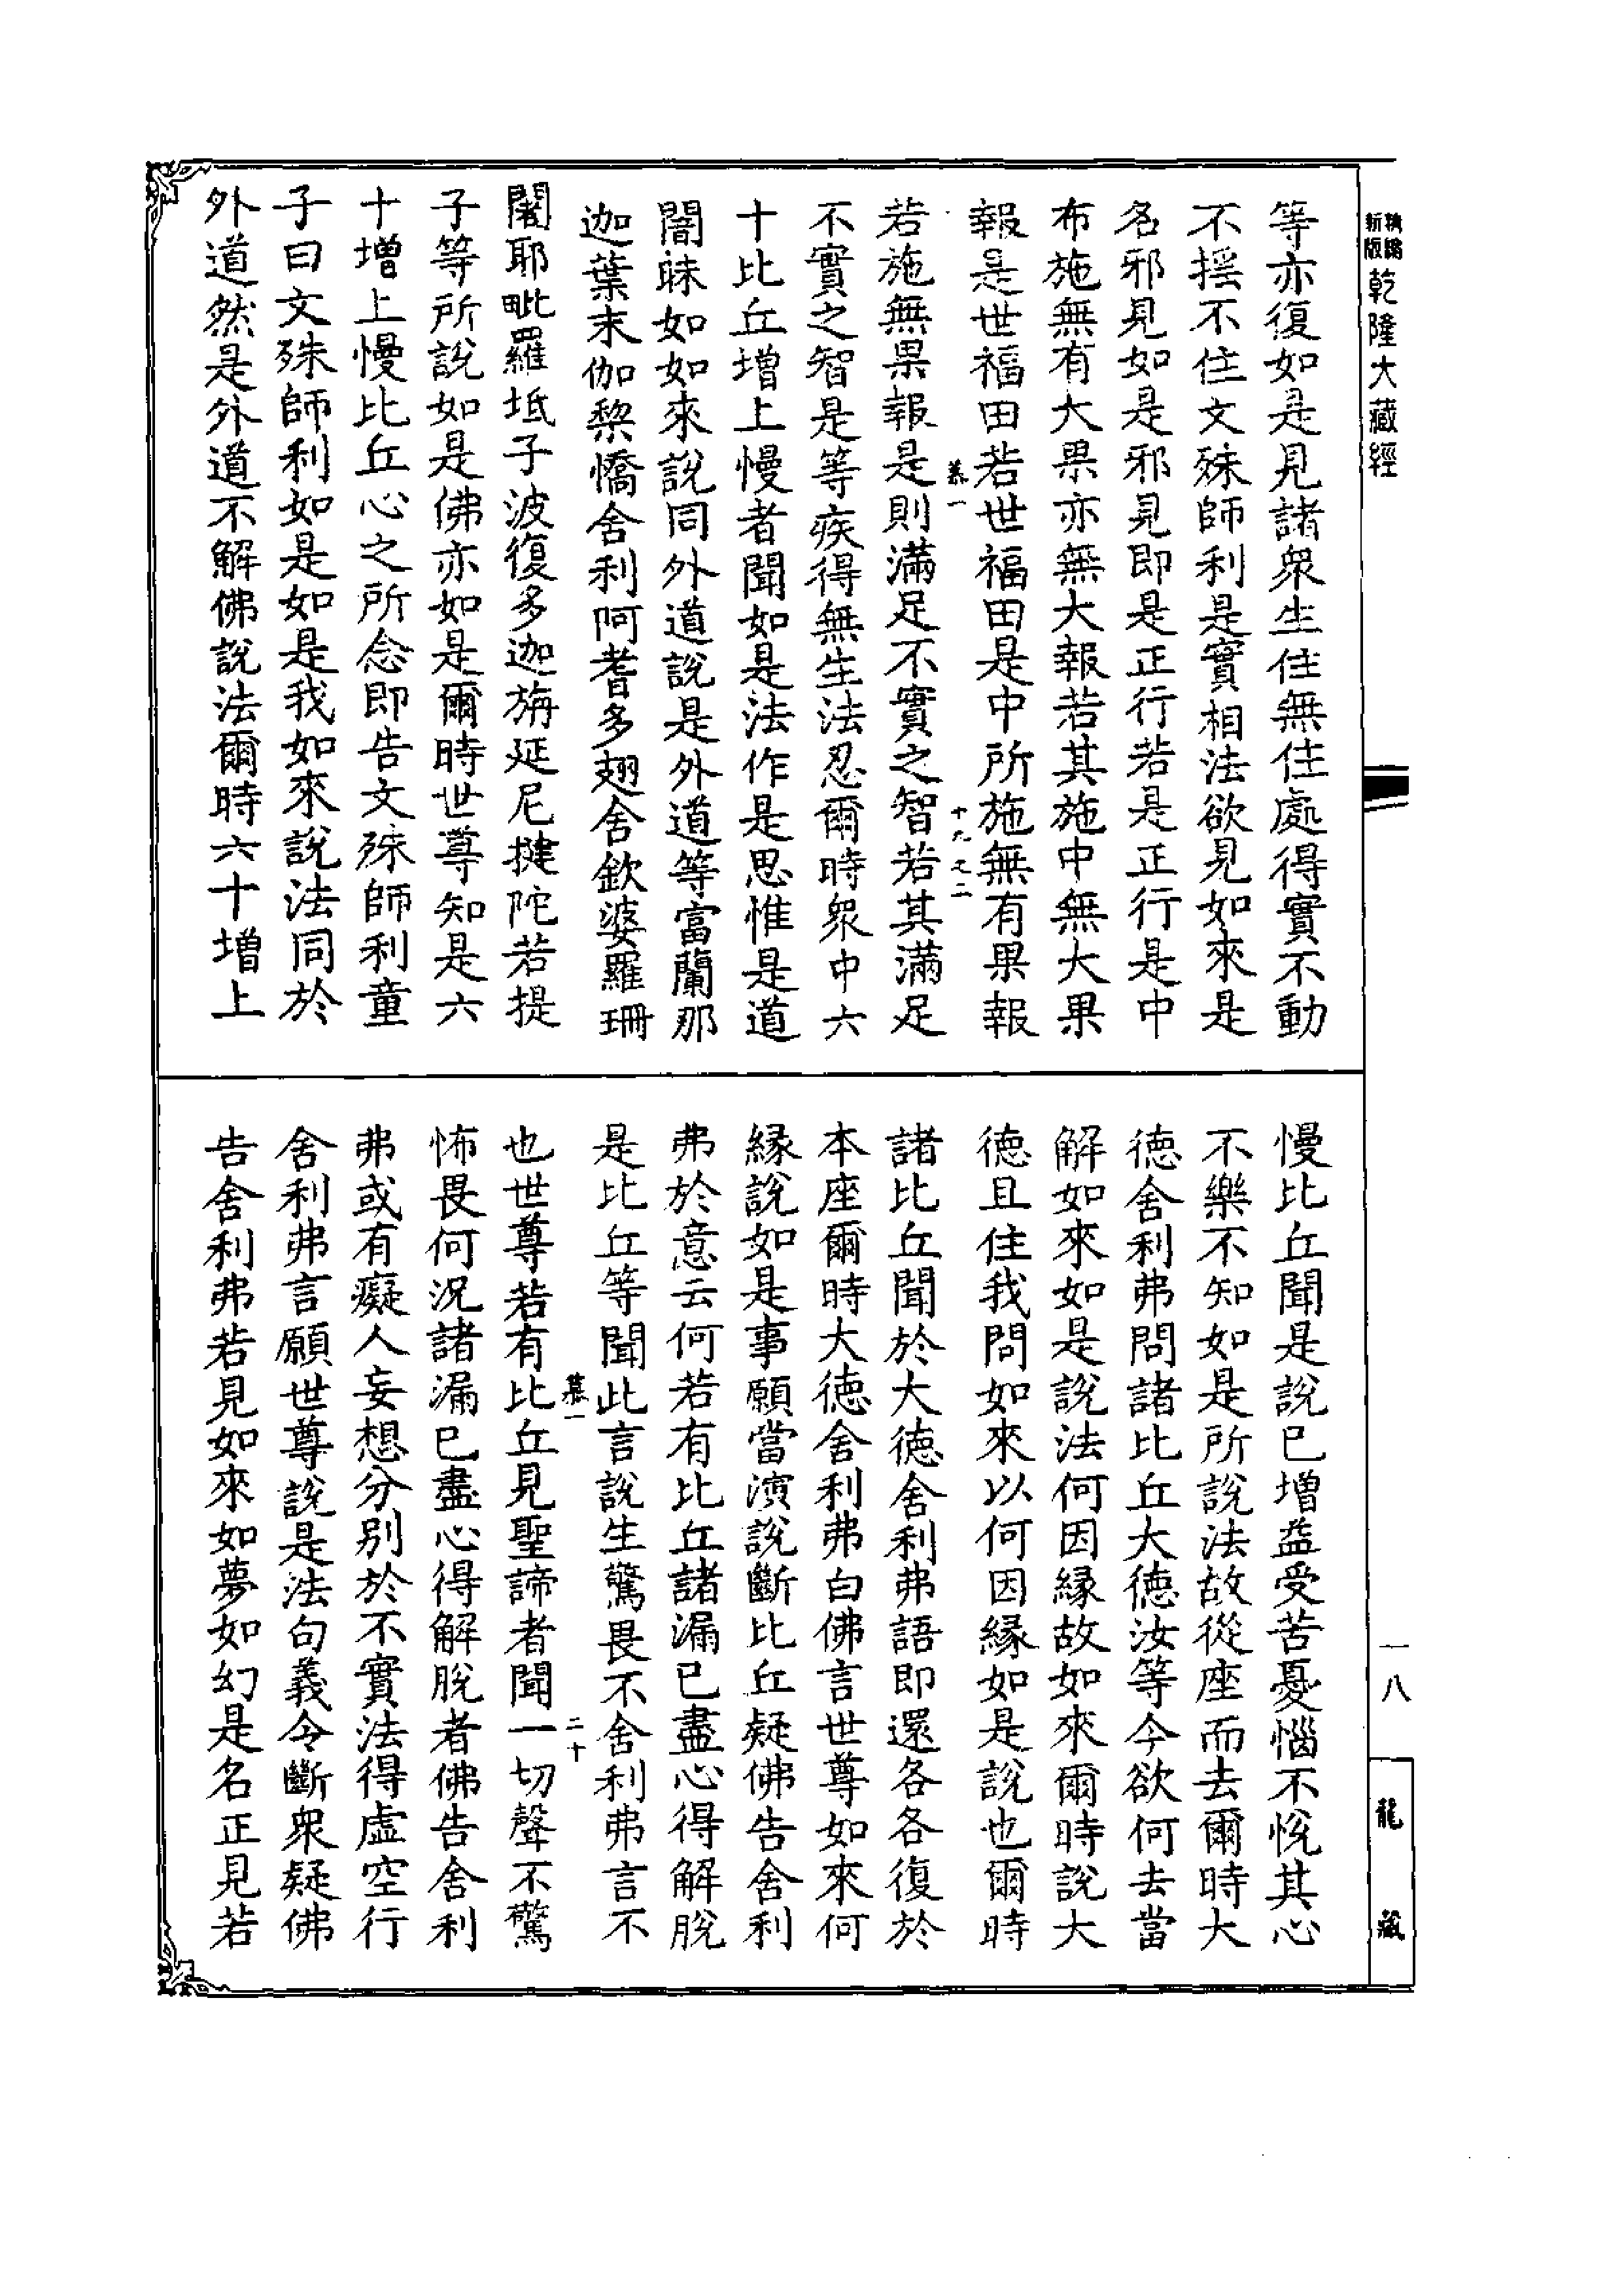 新版
乾隆大藏經
等亦復如是見諸衆生住無住處得實不動
不搖不住文殊師利是實相法欲見如來是
名邪見如是邪見即是正行若是正行是中
布施無有大果亦無大報若其施中無大果
報是世福田若世福田是中所施無有果報
慕一
十九之二
若施無果報是則滿足不實之智若其滿足
不實之智是等疾得無生法忍爾時衆中六
十比丘增上慢者聞如是法作是思惟是道
闇昧如如來說同外道說是外道等富蘭那
迦葉末伽黎憍舍利阿耆多翅舍欽婆羅珊
闍耶毗羅坻子波復多迦旃延尼揵陀若提
子等所說如是佛亦如是爾時世尊知是六
十增上慢比丘心之所念即告文殊師利童
子曰文殊師利如是如是我如來說法同於
外道然是外道不解佛說法爾時六十增上
慢比丘聞是說已增益受苦憂惱不悅其心
不樂不知如是所說法故從座而去爾時大
德舍利弗問諸比丘大德汝等今欲何去當
解如來如是說法何因緣故如來爾時說大
德且住我問如來以何因緣如是說也爾時
諸比丘聞於大德舍利弗語即還各各復於
本座爾時大德舍利弗白佛言世尊如來何
緣說如是事願當演說斷比丘疑佛告舍利
弗於意云何若有比丘諸漏已盡心得解脫
是比丘等聞此言說生驚畏不舍利弗言不
慕一
二十
也世尊若有比丘見聖諦者聞一切聲不驚
怖畏何況諸漏已盡心得解脫者佛告舍利
弗或有癡人妄想分別於不實法得虛空行
舍利弗言願世尊說是法句義令斷衆疑佛
告舍利弗若見如來如夢如幻是名正見若
一八
龍藏